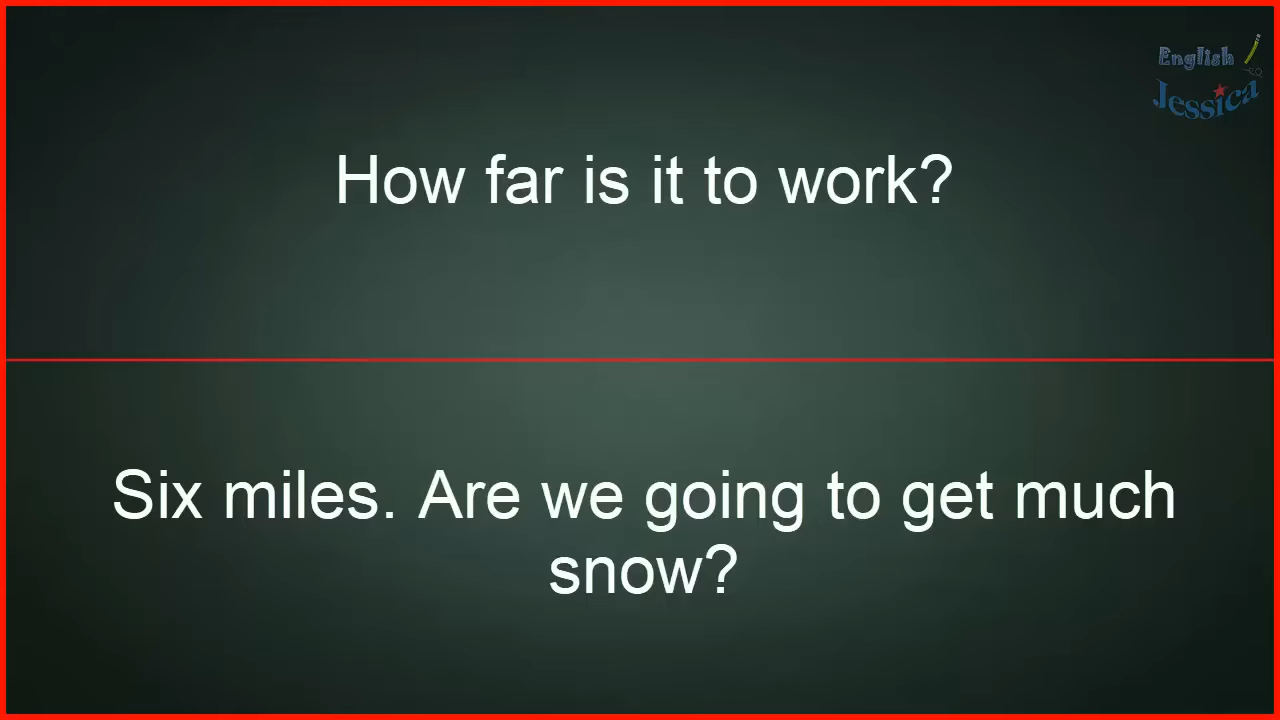 English
Jessica
How far is it to work?
Six miles. Are we going to get much
snow?